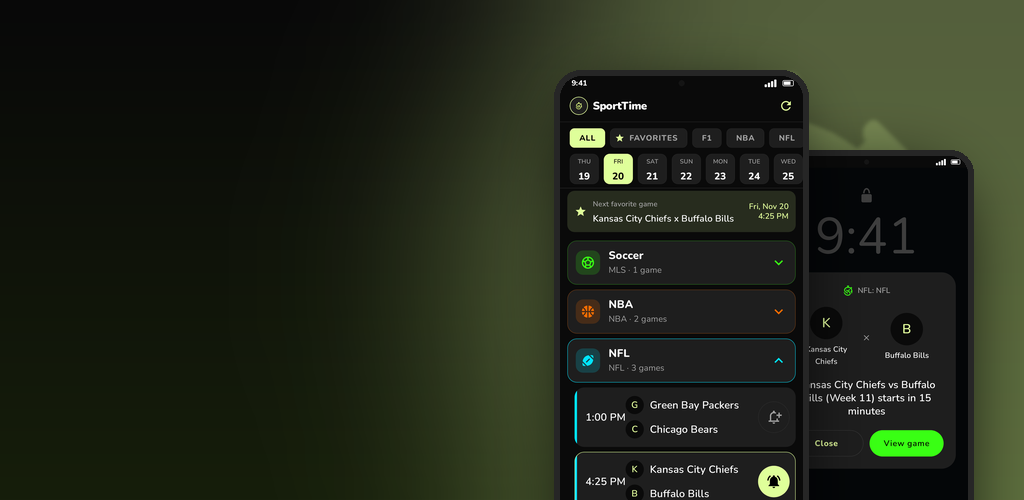 9:41
SportTime
ALL
FAVORITES
F1
NBA
NFL
THU
19
FRI
20
SAT
21
SUN
22
MON
23
TUE
24
WED
25
Next favorite game
Kansas City Chiefs x Buffalo Bills
Fri, Nov 20
4:25 PM
Soccer
MLS · 1 game
NBA
NBA · 2 games
NFL
NFL · 3 games
1:00 PM
G Green Bay Packers
C Chicago Bears
4:25 PM
K Kansas City Chiefs
B Buffalo Bills
9:41
NFL: NFL
K
×
B
Kansas City
Chiefs
Buffalo Bills
nsas City Chiefs vs Buffalo
ills (Week 11) starts in 15
minutes
Close
View game